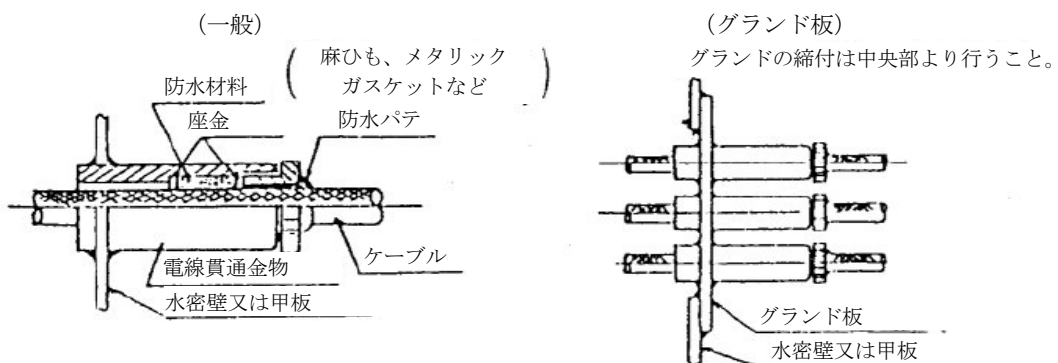 （一般）
麻ひも、メタリック
ガスケットなど
防水材料
座金
防水パテ
ケーブル
電線貫通金物
水密壁又は甲板
（グランド板）
グランドの締付は中央部より行うこと。
グランド板
水密壁又は甲板